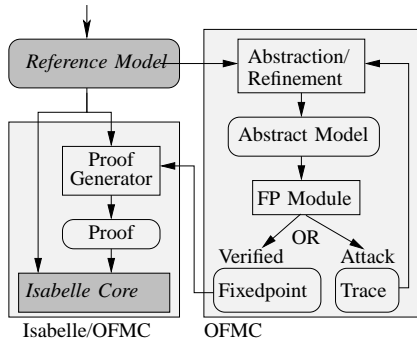 Reference Model
Abstraction/
Refinement
Abstract Model
Proof
Generator
FP Module
OR
Proof
Verified
Attack
Isabelle Core
Fixedpoint
Trace
Isabelle/OFMC
OFMC